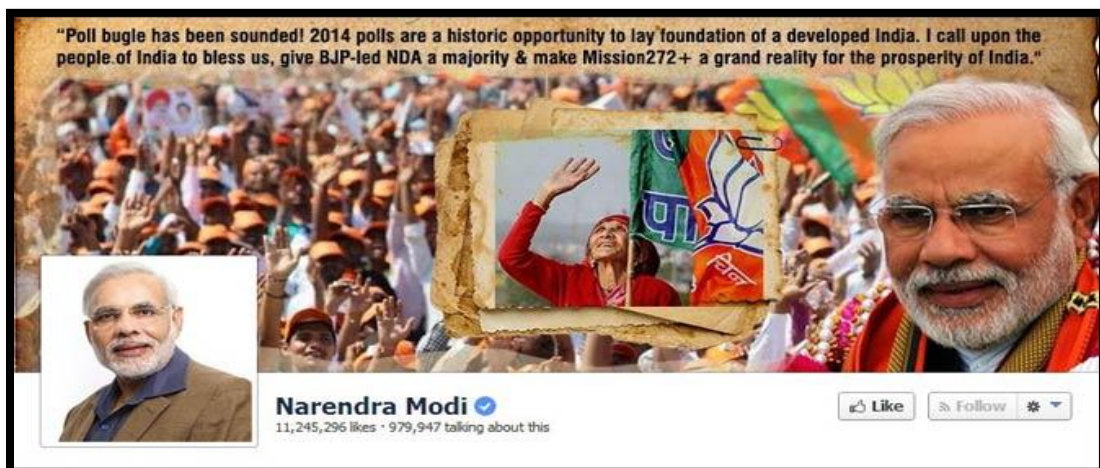 "Poll bugle has been sounded! 2014 polls are a historic opportunity to lay foundation of a developed India. I call upon the
people of India to bless us, give BJP-led NDA a majority & make Mission272+ a grand reality for the prosperity of India."
Narendra Modi
11,245,296 likes · 979,947 talking about this
Like
Follow